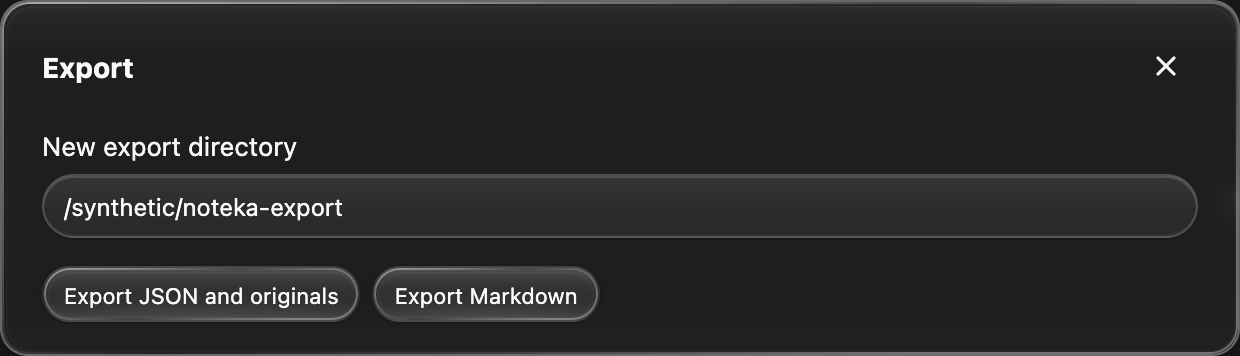 Export
New export directory
/synthetic/noteka-export
Export JSON and originals
Export Markdown